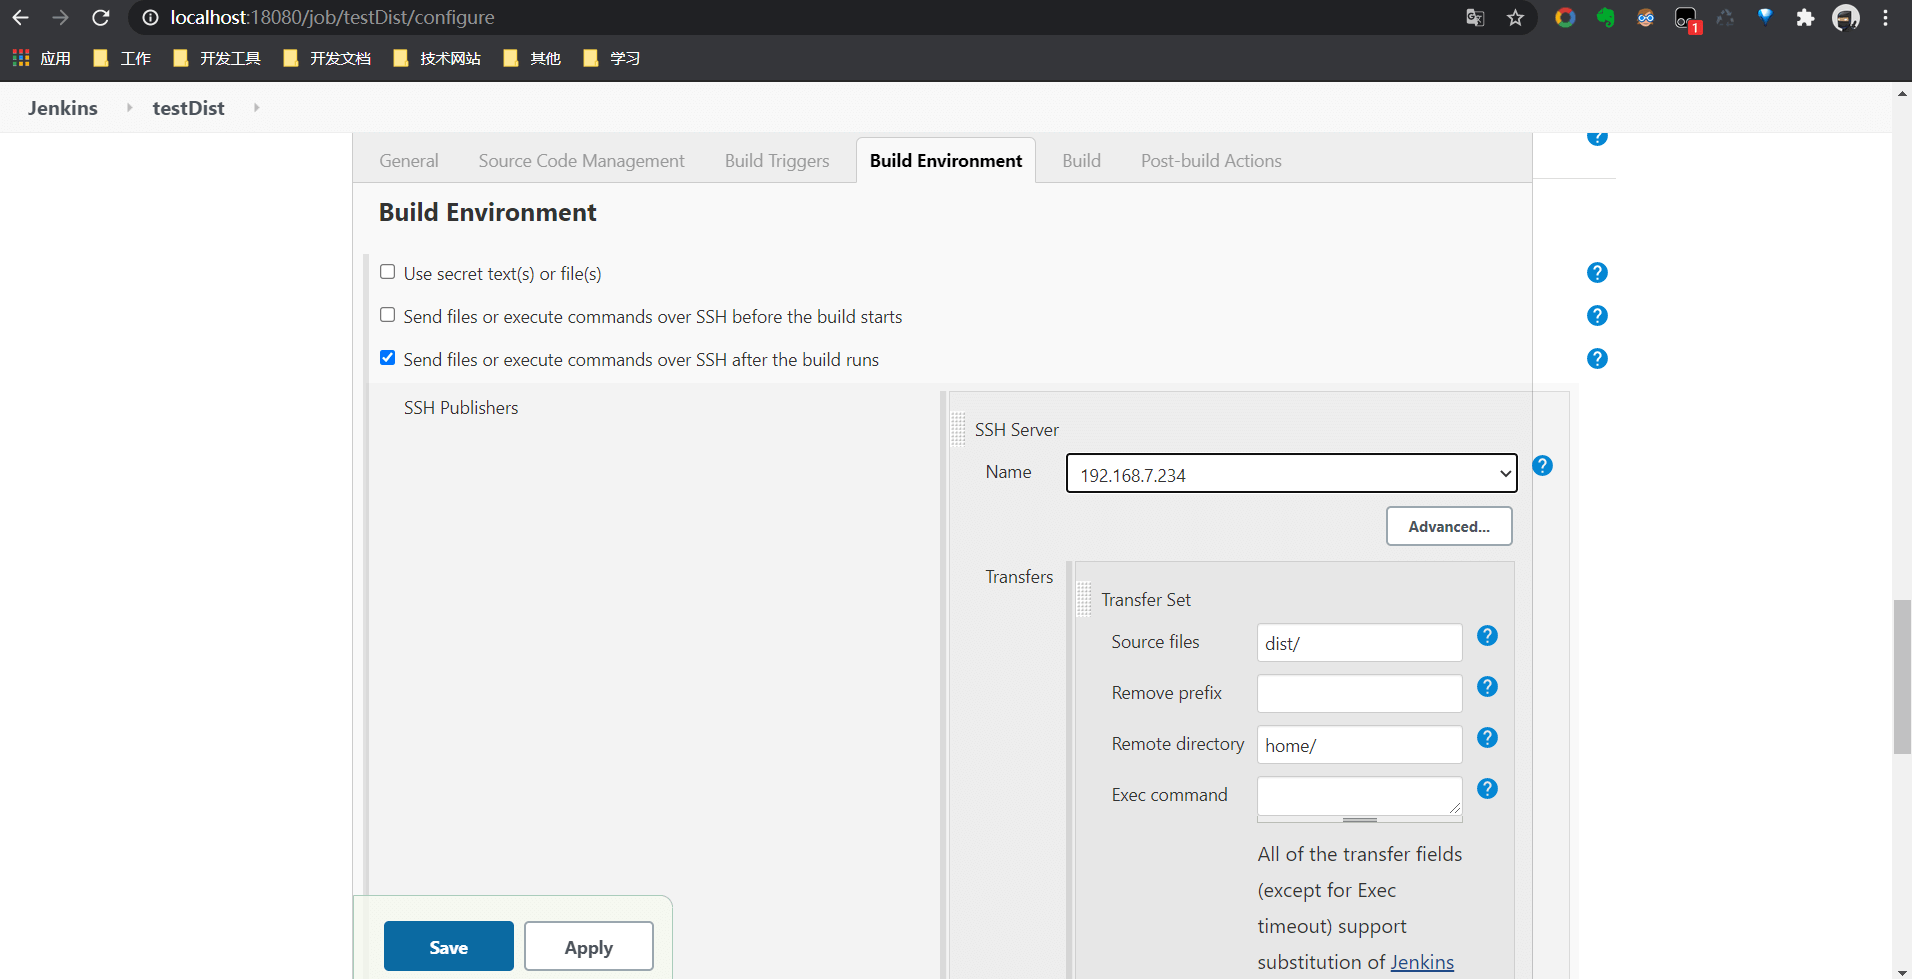 localhost:18080/job/testDist/configure
1
应用 工作 开发工具 开发文档 技术网站 其他 学习
Jenkins testDist
General Source Code Management Build Triggers Build Environment Build Post-build Actions
Build Environment
Use secret text(s) or file(s)
Send files or execute commands over SSH before the build starts
Send files or execute commands over SSH after the build runs
SSH Publishers
SSH Server
Name 192.168.7.234
Advanced...
Transfers
Transfer Set
Source files dist/
Remove prefix
Remote directory home/
Exec command
All of the transfer fields
(except for Exec
timeout) support
substitution of Jenkins
Save Apply